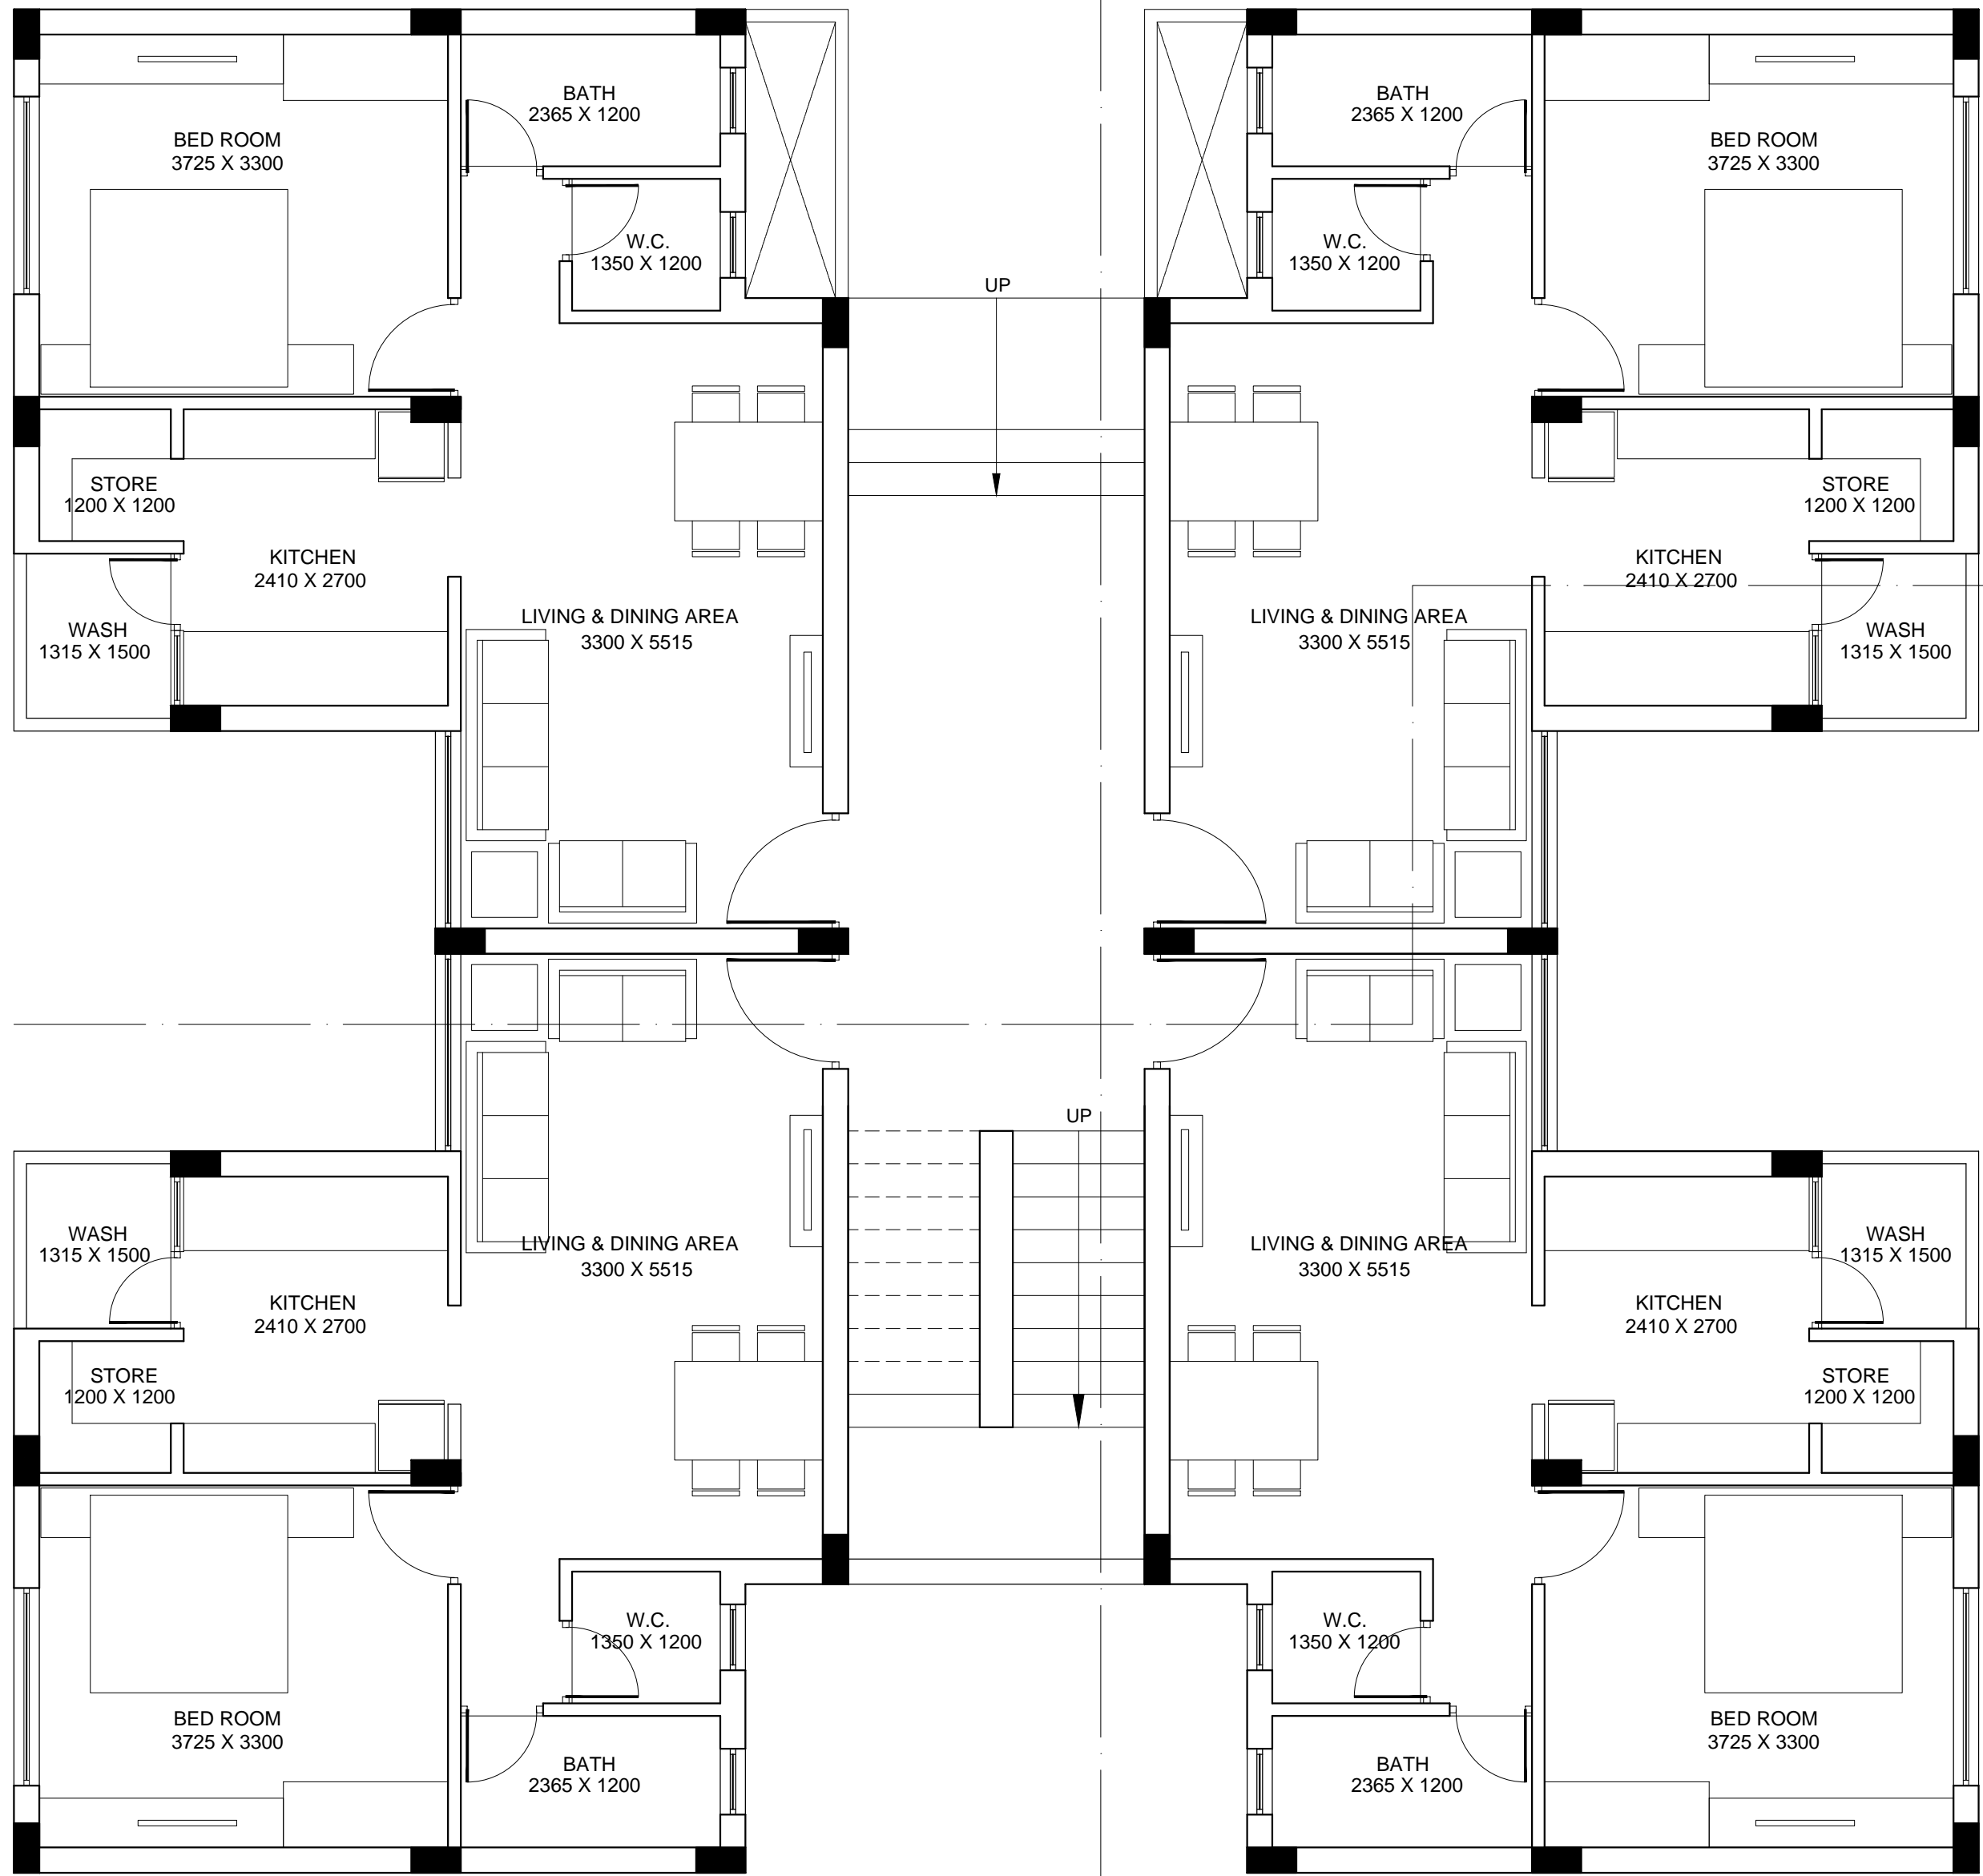 BATH
2365 X 1200
BATH
2365 X 1200
BED ROOM
3725 X 3300
BED ROOM
3725 X 3300
W.C.
1350 X 1200
W.C.
1350 X 1200
UP
STORE
1200 X 1200
STORE
1200 X 1200
KITCHEN
2410 X 2700
KITCHEN
2410 X 2700
LIVING & DINING AREA
3300 X 5515
LIVING & DINING AREA
3300 X 5515
WASH
1315 X 1500
WASH
1315 X 1500
UP
WASH
1315 X 1500
LIVING & DINING AREA
3300 X 5515
LIVING & DINING AREA
3300 X 5515
WASH
1315 X 1500
KITCHEN
2410 X 2700
KITCHEN
2410 X 2700
STORE
1200 X 1200
STORE
1200 X 1200
W.C.
1350 X 1200
W.C.
1350 X 1200
BED ROOM
3725 X 3300
BED ROOM
3725 X 3300
BATH
2365 X 1200
BATH
2365 X 1200